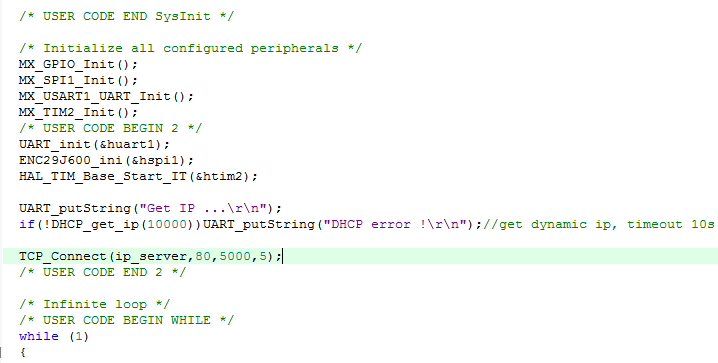 /* USER CODE END SysInit */
/* Initialize all configured peripherals */
MX_GPIO_Init();
MX_SPI1_Init();
MX_USART1_UART_Init();
MX_TIM2_Init();
/* USER CODE BEGIN 2 */
UART_init(&huart1);
ENC29J600_ini(&hspi1);
HAL_TIM_Base_Start_IT(&htim2);
UART_putString("Get IP ...\r\n");
if(!DHCP_get_ip(10000))UART_putString("DHCP error !\r\n");//get dynamic ip, timeout 10s
TCP_Connect(ip_server,80,5000,5);
/* USER CODE END 2 */
/* Infinite loop */
/* USER CODE BEGIN WHILE */
while (1)
{